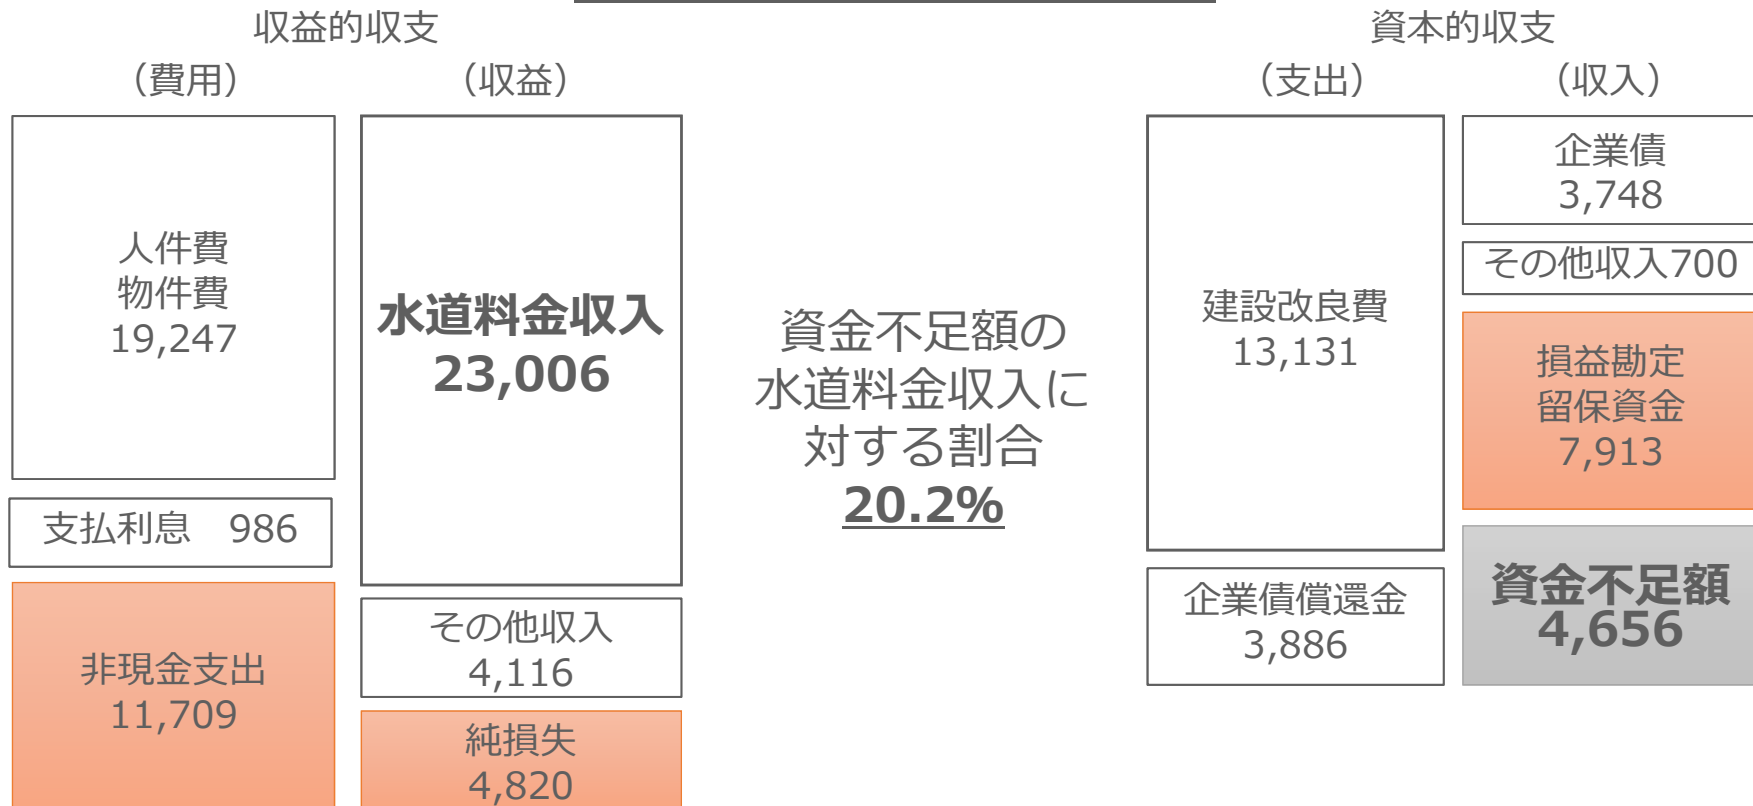 収益的収支
（費用）
（収益）
人件費
物件費
19,247
支払利息　986
非現金支出
11,709
水道料金収入
23,006
その他収入
4,116
純損失
4,820
資金不足額の
水道料金収入に
対する割合
20.2%
資本的収支
（支出）
（収入）
建設改良費
13,131
企業債償還金
3,886
企業債
3,748
その他収入700
損益勘定
留保資金
7,913
資金不足額
4,656